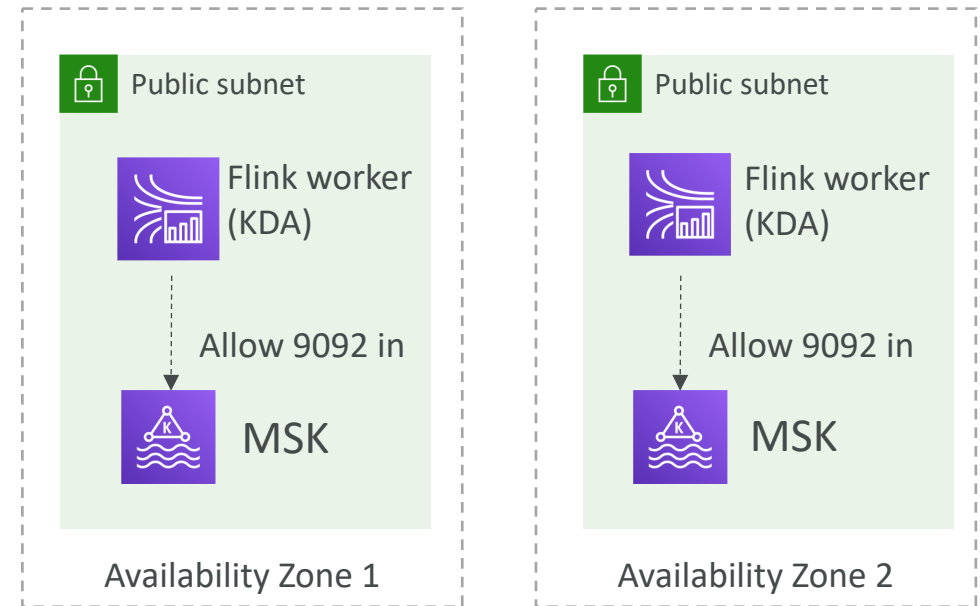 Public subnet
Flink worker
(KDA)
Allow 9092 in
K
MSK
Availability Zone 1
Public subnet
Flink worker
(KDA)
Allow 9092 in
K
MSK
Availability Zone 2